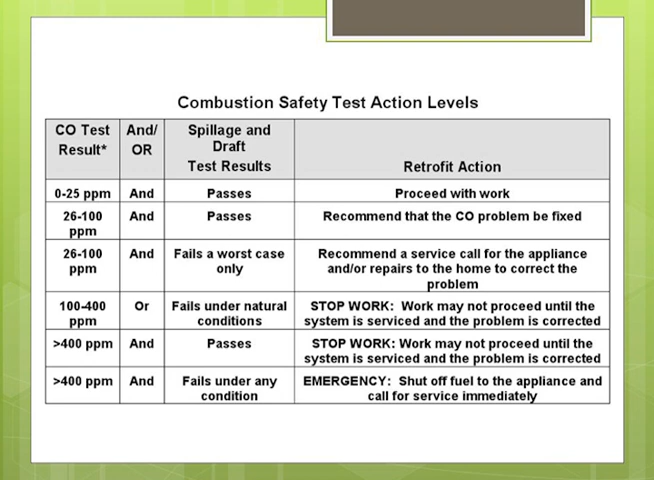 Combustion Safety Test Action Levels
CO Test Result* And/ OR Spillage and Draft Test Results Retrofit Action
0-25 ppm And Passes Proceed with work
26-100 ppm And Passes Recommend that the CO problem be fixed
26-100 ppm And Fails a worst case only Recommend a service call for the appliance and/or repairs to the home to correct the problem
100-400 ppm Or Fails under natural conditions STOP WORK: Work may not proceed until the system is serviced and the problem is corrected
>400 ppm And Passes STOP WORK: Work may not proceed until the system is serviced and the problem is corrected
>400 ppm And Fails under any condition EMERGENCY: Shut off fuel to the appliance and call for service immediately